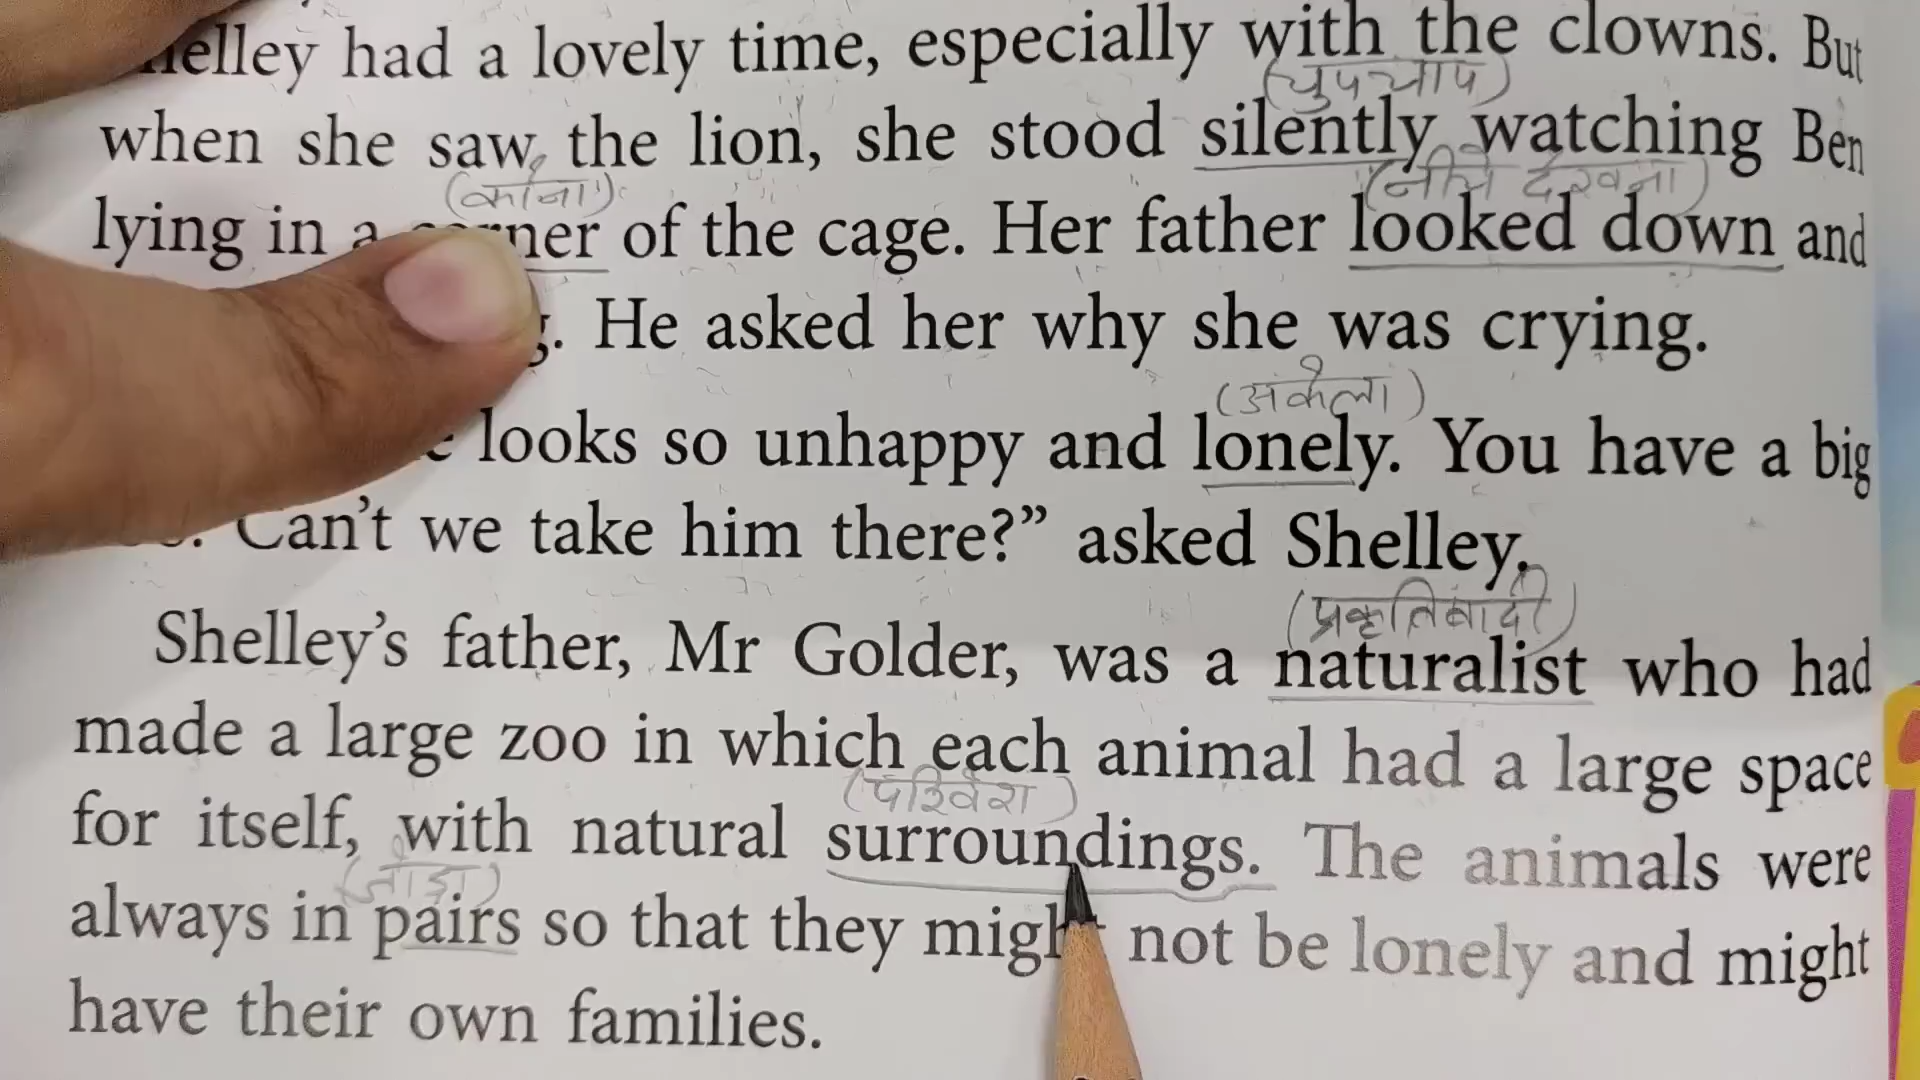 elley had a lovely time, especially with the clowns. But
(चुपचाप)
when she saw the lion, she stood silently watching Ben
(कोना) (नीचे देखना)
lying in a corner of the cage. Her father looked down and
He asked her why she was crying.
(अकेला)
looks so unhappy and lonely. You have a big
Can't we take him there?” asked Shelley.
(प्रकृतिवादी)
Shelley's father, Mr Golder, was a naturalist who had
made a large zoo in which each animal had a large space
(परिवेश)
for itself, with natural surroundings. The animals were
(जोड़ा)
always in pairs so that they might not be lonely and might
have their own families.